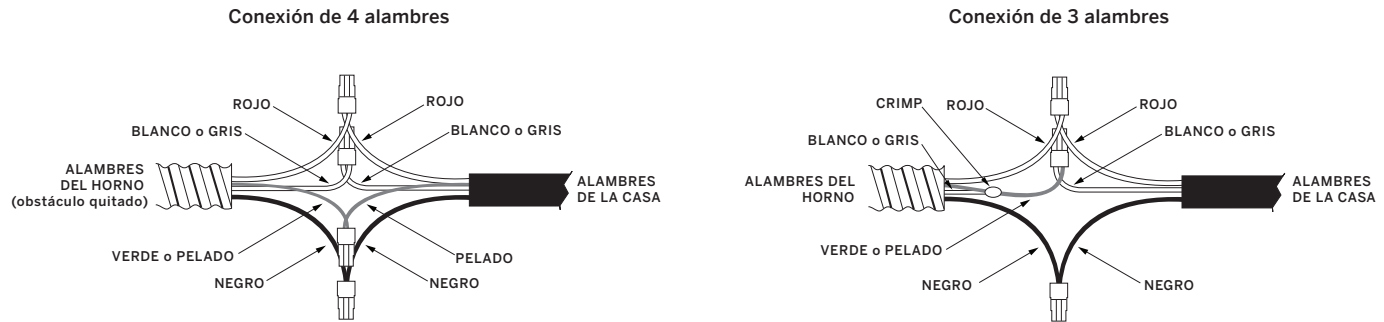 Conexión de 4 alambres
ROJO
ROJO
BLANCO o GRIS
BLANCO o GRIS
ALAMBRES
DEL HORNO
(obstáculo quitado)
ALAMBRES
DE LA CASA
VERDE o PELADO
PELADO
NEGRO
NEGRO
Conexión de 3 alambres
CRIMP
ROJO
ROJO
BLANCO o GRIS
BLANCO o GRIS
ALAMBRES DEL
HORNO
ALAMBRES
DE LA CASA
VERDE o PELADO
NEGRO
NEGRO